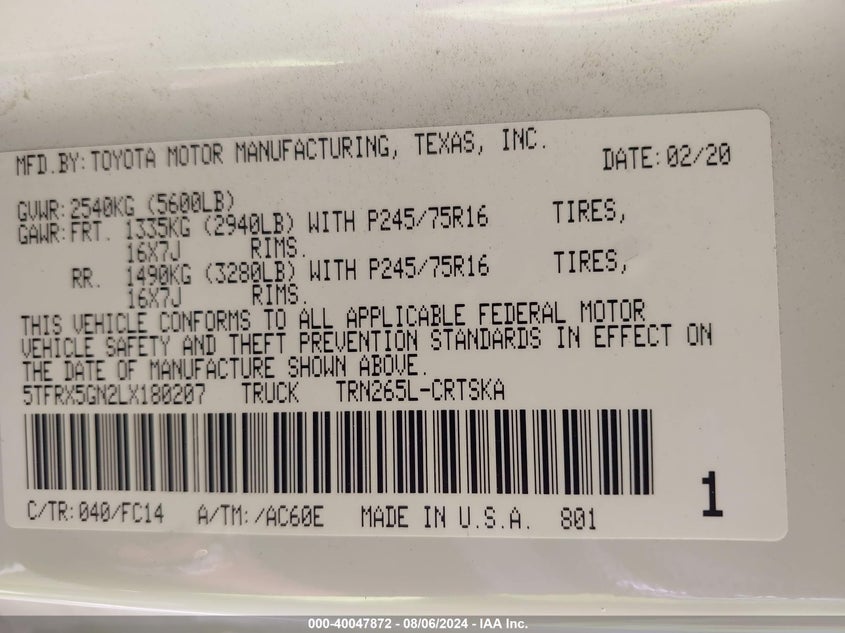 MFD.BY:TOYOTA MOTOR MANUFACTURING, TEXAS, INC. DATE:02/20
GVWR:2540KG (5600LB)
GAWR:FRT. 1335KG (2940LB) WITH P245/75R16 TIRES,
16X7J RIMS.
RR. 1490KG (3280LB) WITH P245/75R16 TIRES,
16X7J RIMS.
THIS VEHICLE CONFORMS TO ALL APPLICABLE FEDERAL MOTOR
VEHICLE SAFETY AND THEFT PREVENTION STANDARDS IN EFFECT ON
THE DATE OF MANUFACTURE SHOWN ABOVE.
5TFRX5GN2LX180207 TRUCK TRN265L-CRTSKA
1
C/TR:040/FC14 A/TM:/AC60E MADE IN U.S.A. 801
000-40047872 - 08/06/2024 - IAA Inc.